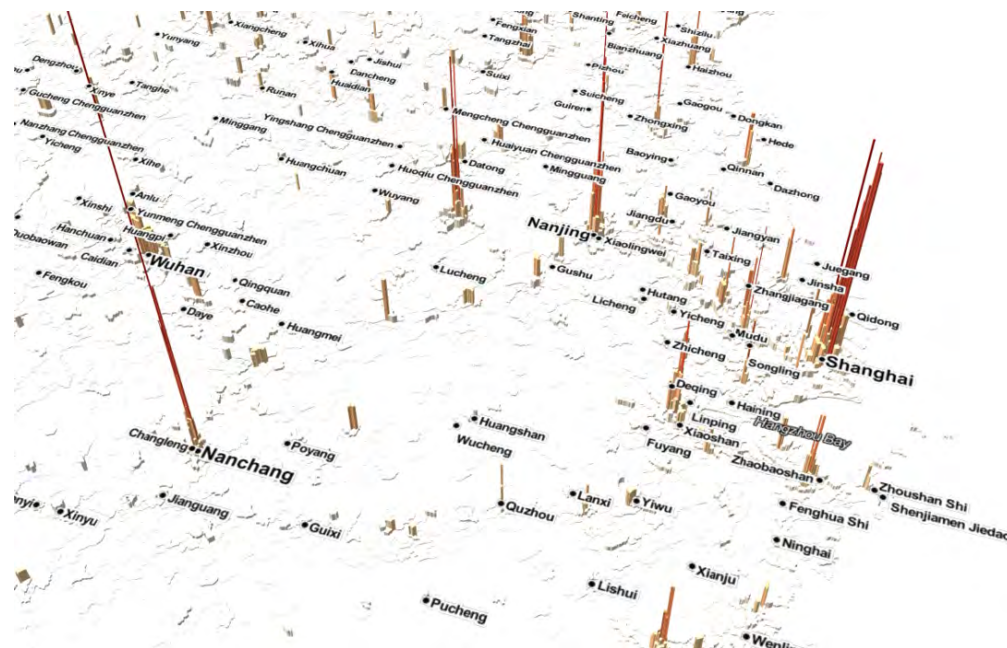 Fengxian
Shanting
Feicheng
Xiangcheng
Yunyang
Xihua
Tangzhai
Bianzhuang
Xiazhuang
Shizilu
Dengzhou
Jishui
Pizhou
Haizhou
Xinye
Tanghe
Dancheng
Huaidian
Suixi
Runan
Suicheng
Gucheng Chengguanzhen
Guiren
Gaogou
Mengcheng Chengguanzhen
Zhongxing
Dongkan
Nanzhang Chengguanzhen
Minggang
Yingshang Chengguanzhen
Yicheng
Huaiyuan Chengguanzhen
Hede
Xihe
Huangchuan
Datong
Baoying
Huoqiu Chengguanzhen
Mingguang
Qinnan
Dazhong
Anlu
Xinshi
Wuyang
Gaoyou
Yunmeng Chengguanzhen
Jiangdu
Hanchuan
Huangpi
Nanjing
Xiaolingwei
Jiangyan
Xinzhou
Duobaowan
Caidian
Wuhan
Taixing
Juegang
Fengkou
Qingquan
Lucheng
Gushu
Jinsha
Hutang
Zhangjiagang
Caohe
Licheng
Daye
Yicheng
Qidong
Huangmei
Mudu
Zhicheng
Songling
Shanghai
Deqing
Haining
Linping
Hangzhou Bay
Huangshan
Xiaoshan
Changleng
Poyang
Wucheng
Fuyang
Nanchang
Zhaobaoshan
Zhoushan Shi
Jianguang
Lanxi
Yiwu
Shenjiamen Jiedao
Xinyu
Quzhou
Fenghua Shi
Guixi
Ninghai
Xianju
Lishui
Pucheng